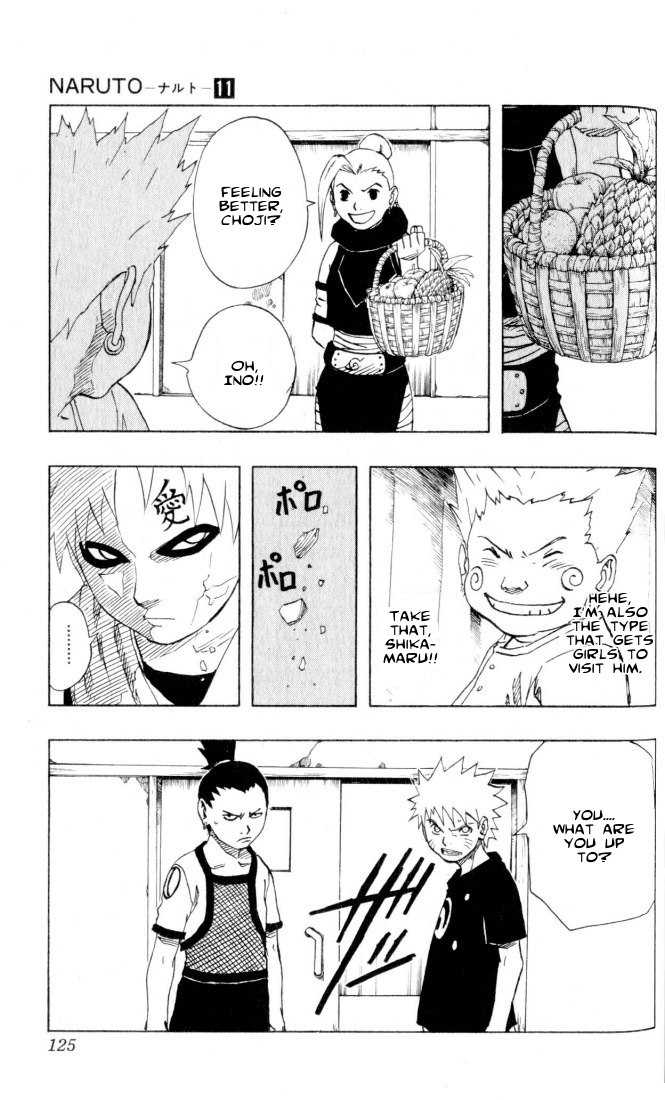 NARUTO—ナルト—11
FEELING
BETTER,
CHOJI?
OH,
INO!!
HEHE,
I'M ALSO
THE TYPE
THAT GETS
GIRLS TO
VISIT HIM.
TAKE
THAT,
SHIKA-
MARU!!
ポロ
ポロ
愛
.........
YOU....
WHAT ARE
YOU UP
TO?
125